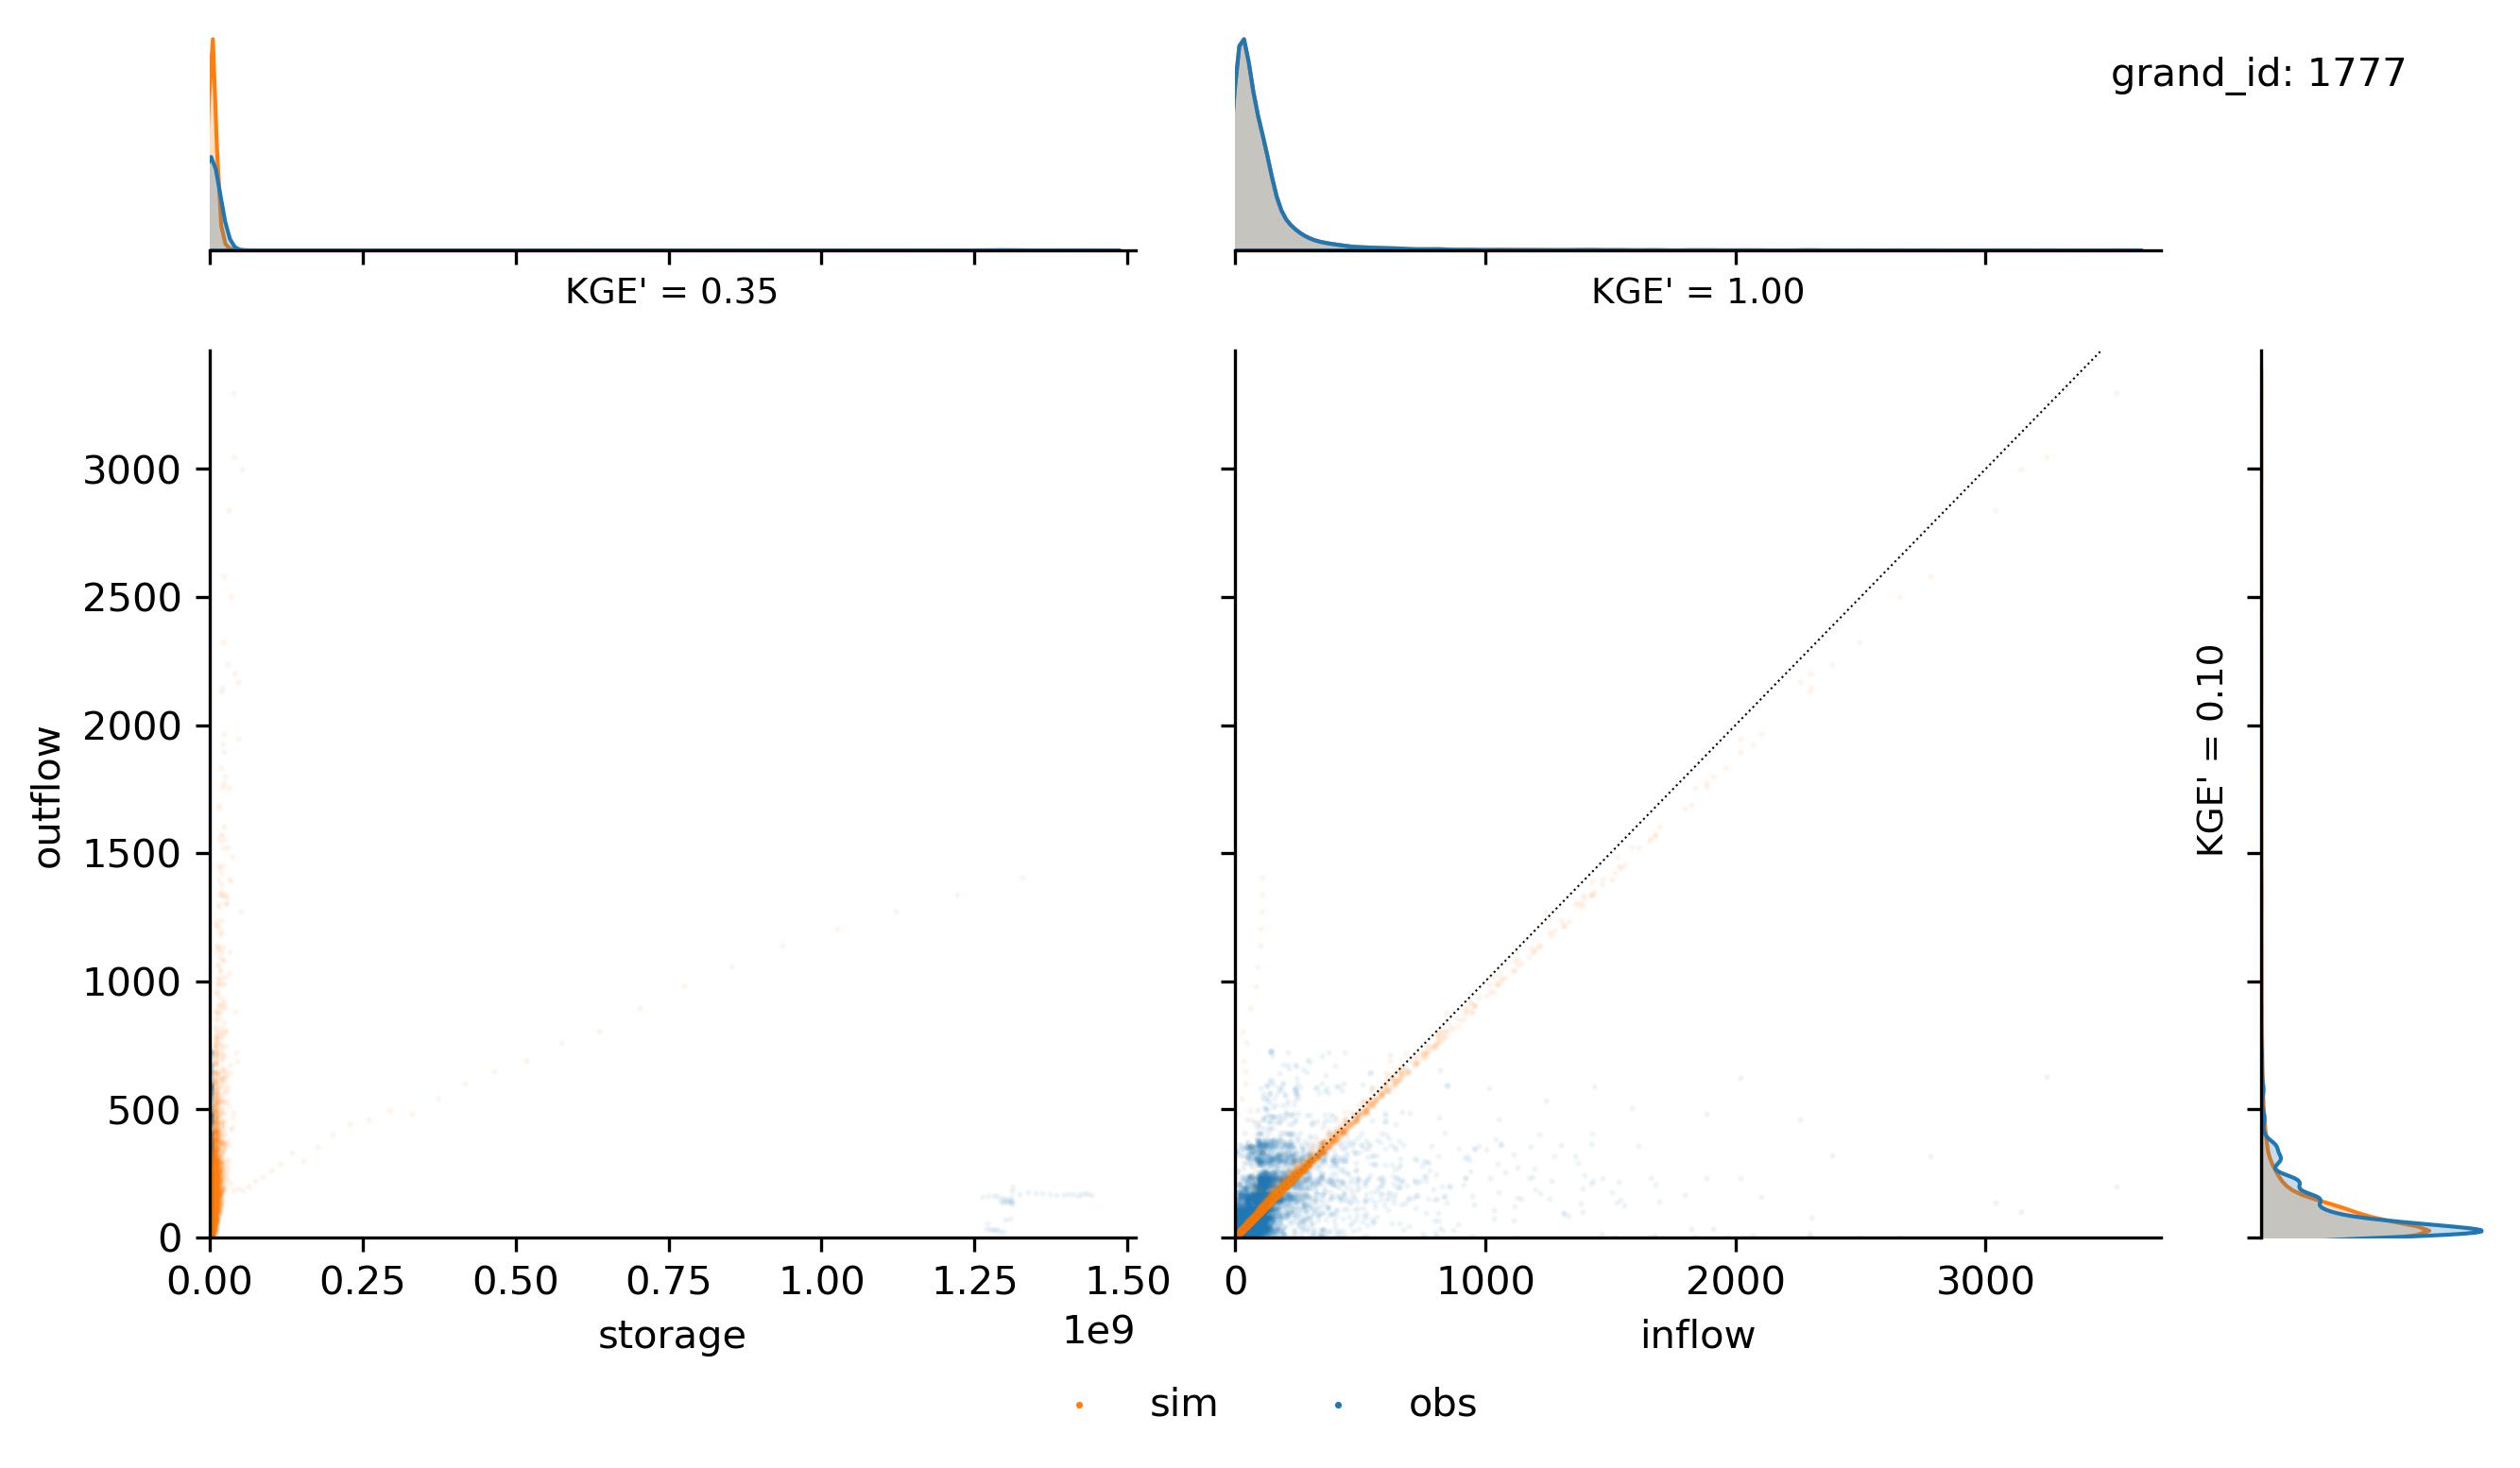 grand_id: 1777
KGE' = 0.35
KGE' = 1.00
outflow
3000
2500
2000
1500
1000
500
0
KGE' = 0.10
0.00 0.25 0.50 0.75 1.00 1.25 1.50
1e9
storage
0 1000 2000 3000
inflow
sim obs